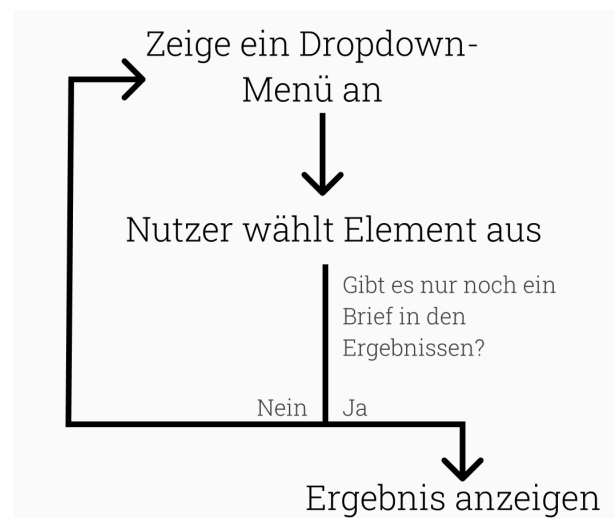 Zeige ein Dropdown-
Menü an
Nutzer wählt Element aus
Gibt es nur noch ein
Brief in den
Ergebnissen?
Nein
Ja
Ergebnis anzeigen